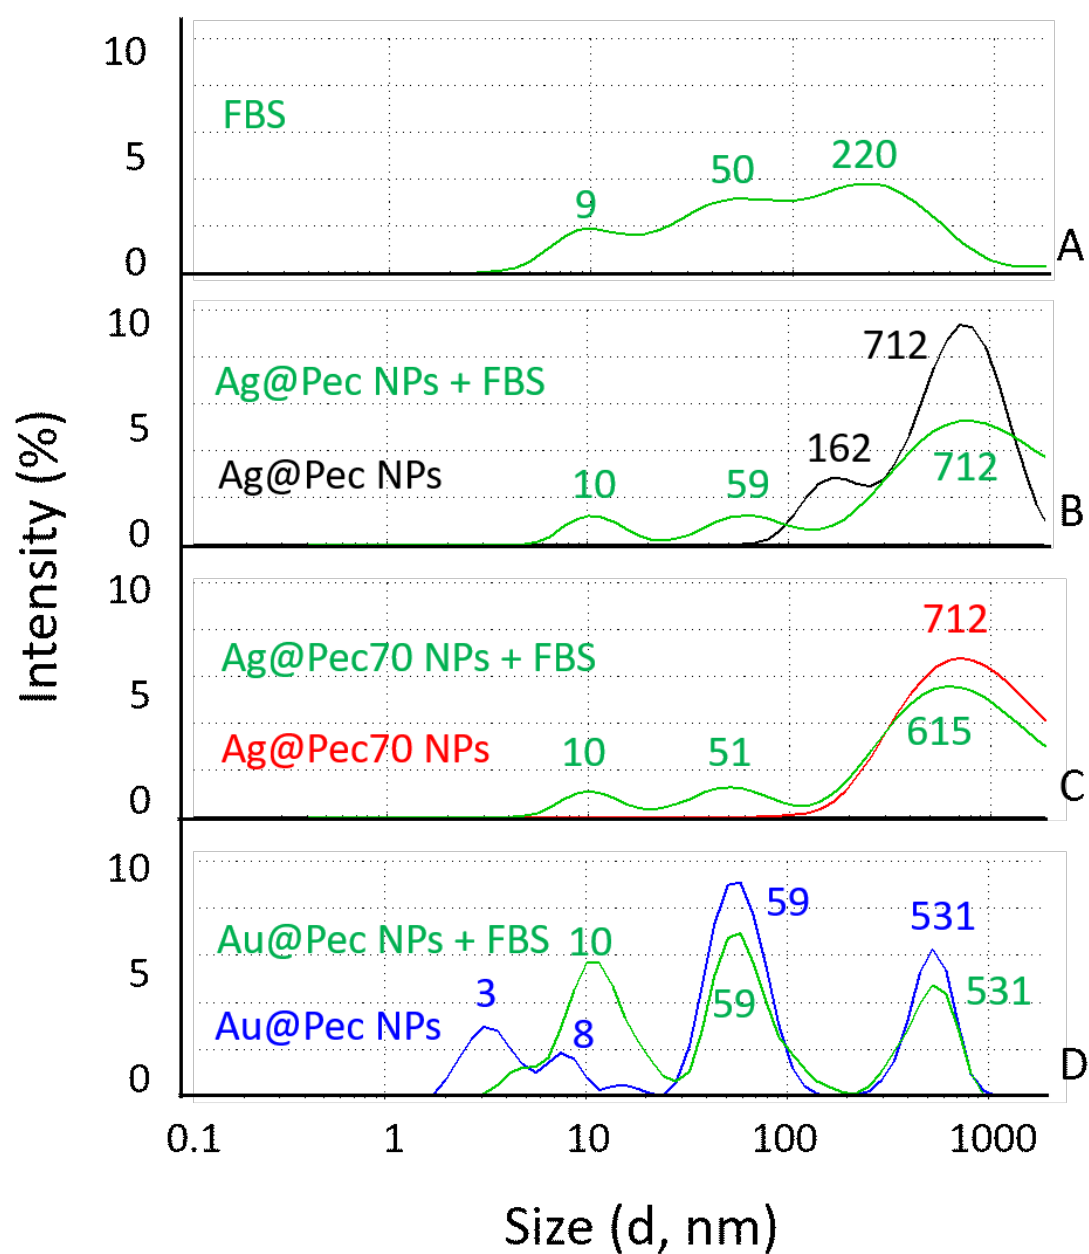 10
FBS
5
9
50
220
0
A
10
712
Ag@Pec NPs + FBS
5
162
Ag@Pec NPs
10
59
712
0
B
10
712
Ag@Pec70 NPs + FBS
5
615
Ag@Pec70 NPs
10
51
0
C
10
59
531
Au@Pec NPs + FBS
10
5
3
59
531
Au@Pec NPs
8
0
D
Intensity (%)
0.1
1
10
100
1000
Size (d, nm)